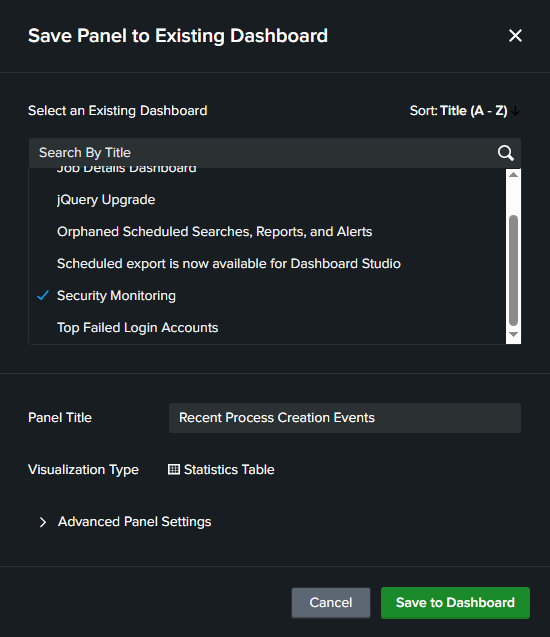 Save Panel to Existing Dashboard
Select an Existing Dashboard Sort: Title (A - Z)
Search By Title
Job Details Dashboard
jQuery Upgrade
Orphaned Scheduled Searches, Reports, and Alerts
Scheduled export is now available for Dashboard Studio
Security Monitoring
Top Failed Login Accounts
Panel Title Recent Process Creation Events
Visualization Type Statistics Table
Advanced Panel Settings
Cancel Save to Dashboard